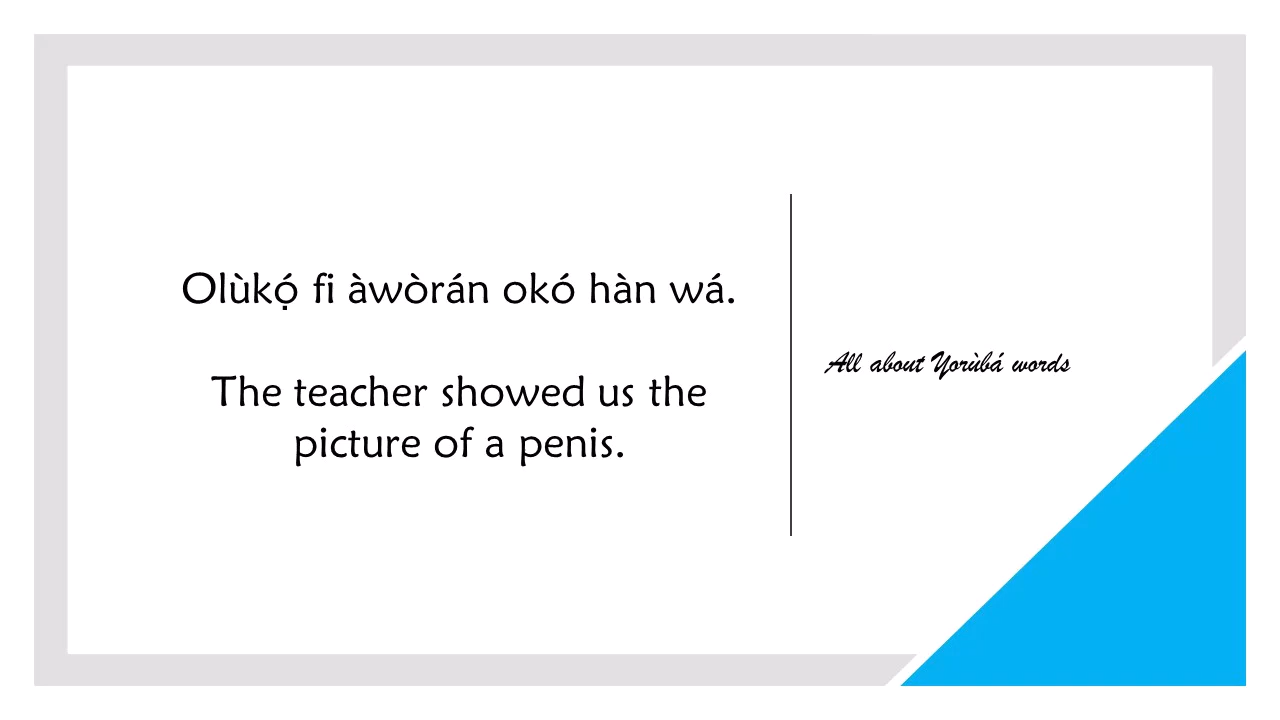 Olùkọ́ fi àwòrán okó hàn wá.
The teacher showed us the
picture of a penis.
All about Yorùbá words